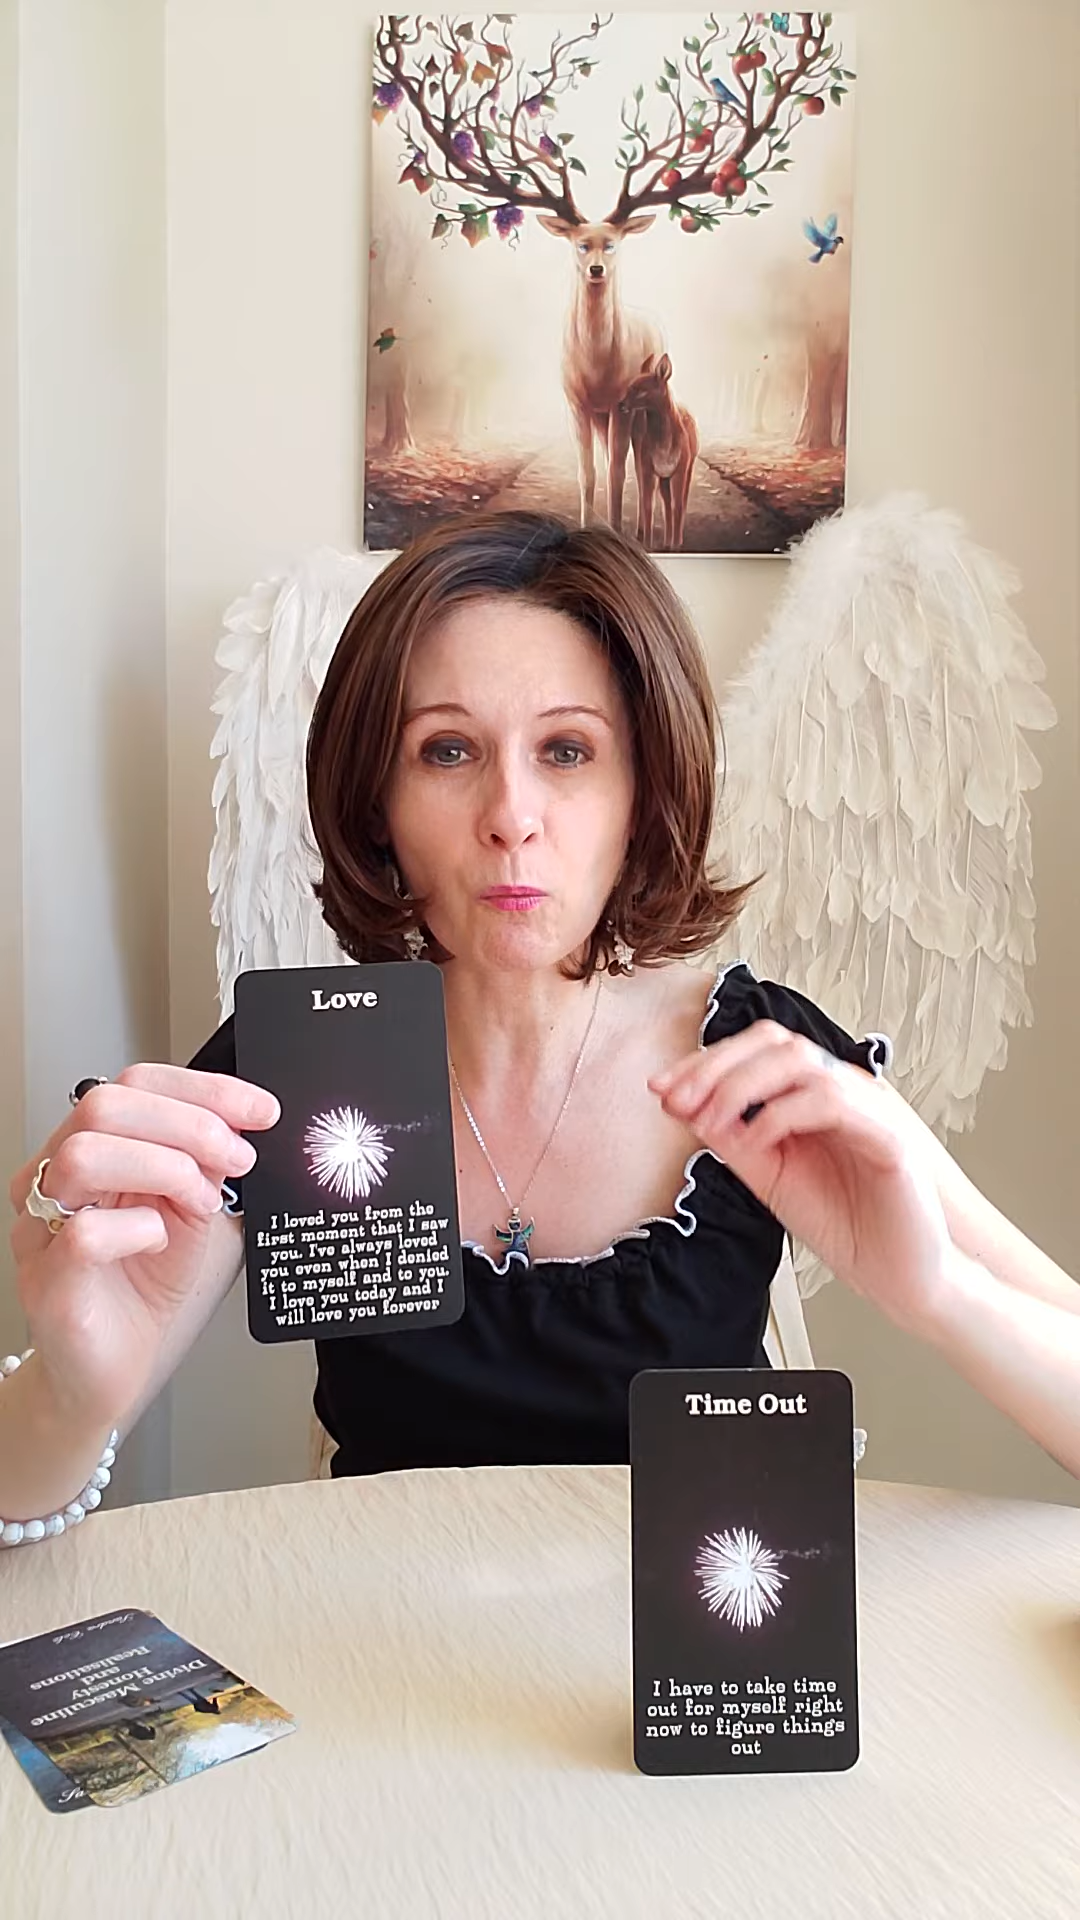 Love
I loved you from the
first moment that I saw
you. I've always loved
you even when I denied
it to myself and to you.
I love you today and I
will love you forever
Time Out
I have to take time
out for myself right
now to figure things
out
Divine Masculine
Honesty
and
Realisations